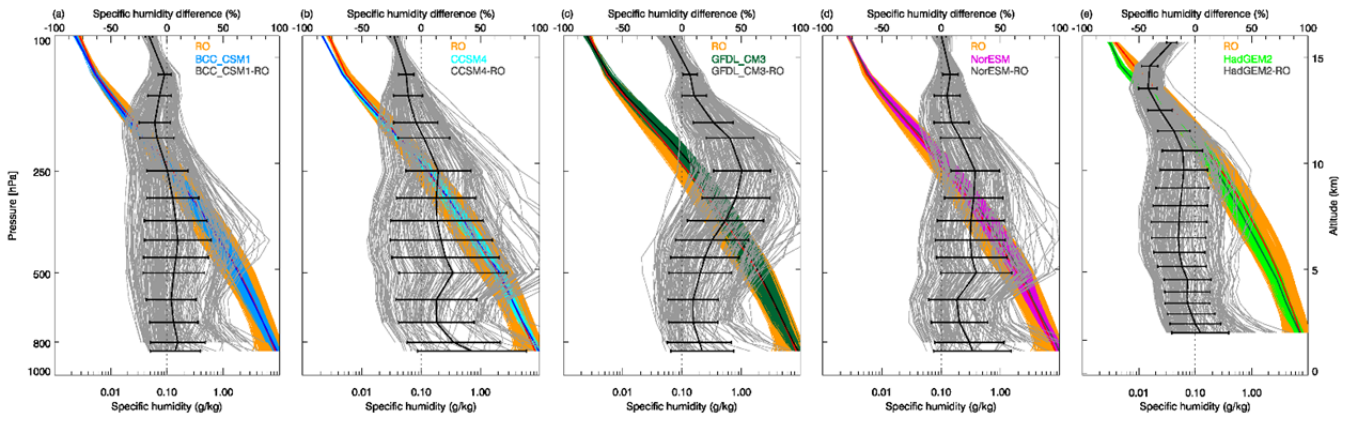 (a) Specific humidity difference (%)
-100 -50 0 50 100
RO
BCC_CSM1
BCC_CSM1-RO
Pressure [hPa]
100
250
500
800
1000
0.01 0.10 1.00
Specific humidity (g/kg)
(b) Specific humidity difference (%)
-100 -50 0 50 100
RO
CCSM4
CCSM4-RO
0.01 0.10 1.00
Specific humidity (g/kg)
(c) Specific humidity difference (%)
-100 -50 0 50 100
RO
GFDL_CM3
GFDL_CM3-RO
0.01 0.10 1.00
Specific humidity (g/kg)
(d) Specific humidity difference (%)
-100 -50 0 50 100
RO
NorESM
NorESM-RO
0.01 0.10 1.00
Specific humidity (g/kg)
(e) Specific humidity difference (%)
-100 -50 0 50 100
RO
HadGEM2
HadGEM2-RO
15
10
5
0
Altitude (km)
0.01 0.10 1.00
Specific humidity (g/kg)